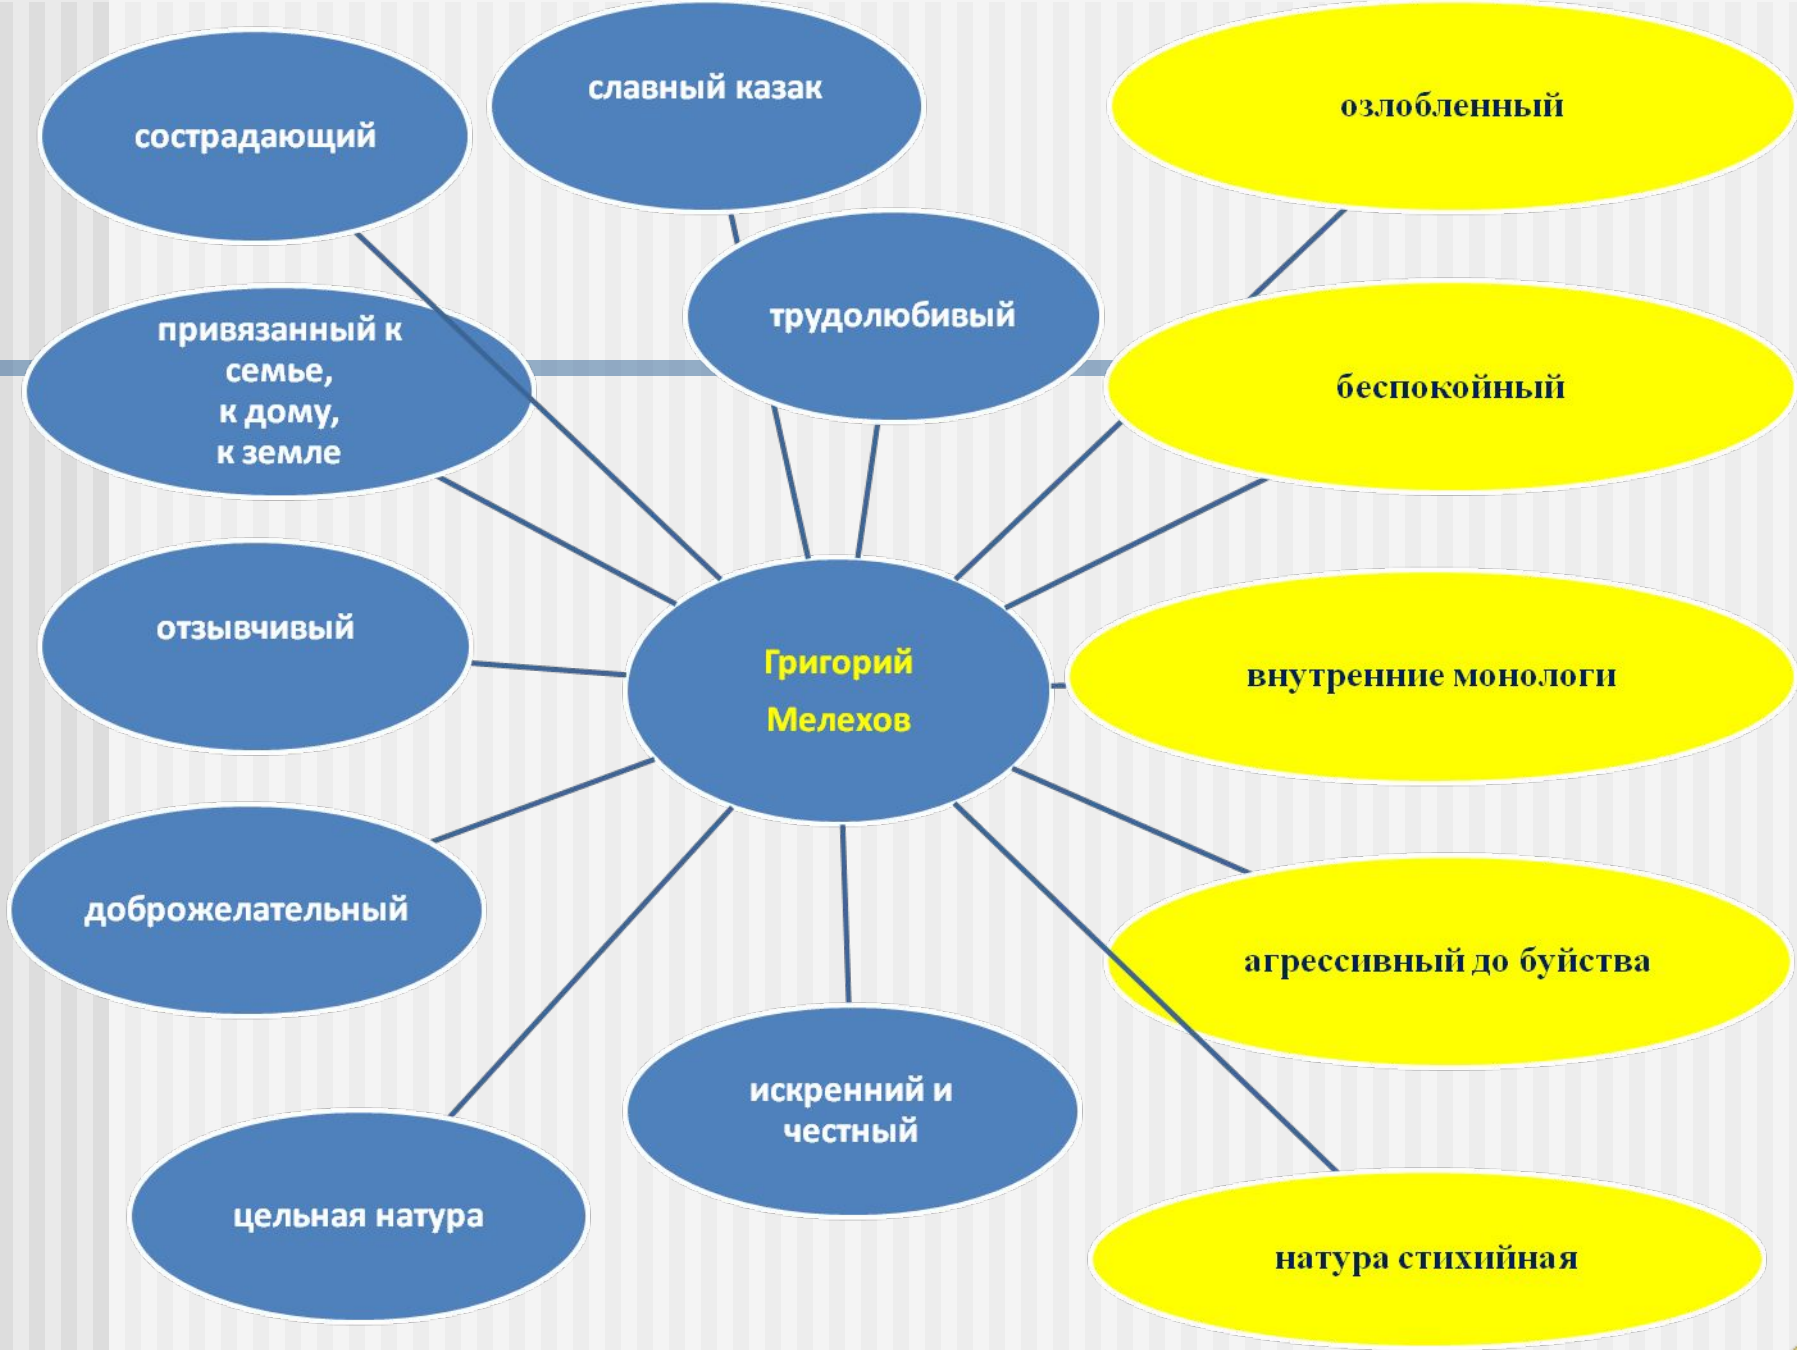 сострадающий
славный казак
озлобленный
трудолюбивый
привязанный к
семье,
к дому,
к земле
беспокойный
отзывчивый
Григорий
Мелехов
внутренние монологи
доброжелательный
агрессивный до буйства
искренний и
честный
цельная натура
натура стихийная